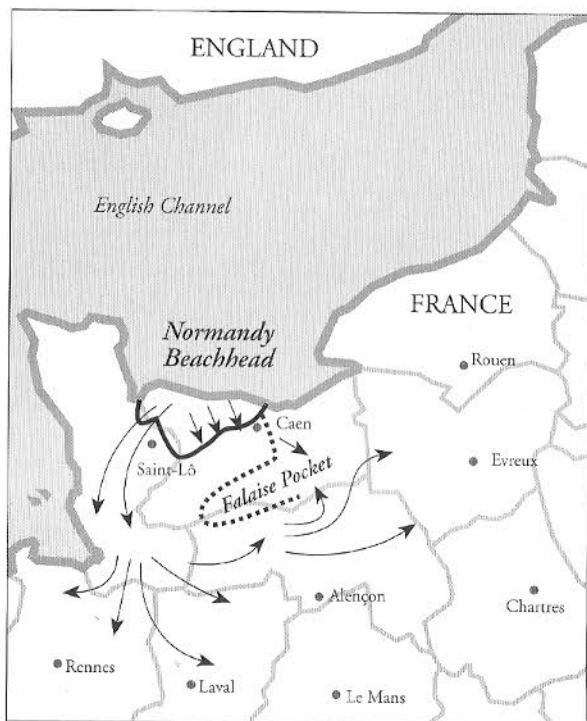 ENGLAND
English Channel
FRANCE
Normandy
Beachhead
Rouen
Caen
Saint-Lô
Falaise Pocket
Evreux
Alençon
Chartres
Rennes
Laval
Le Mans